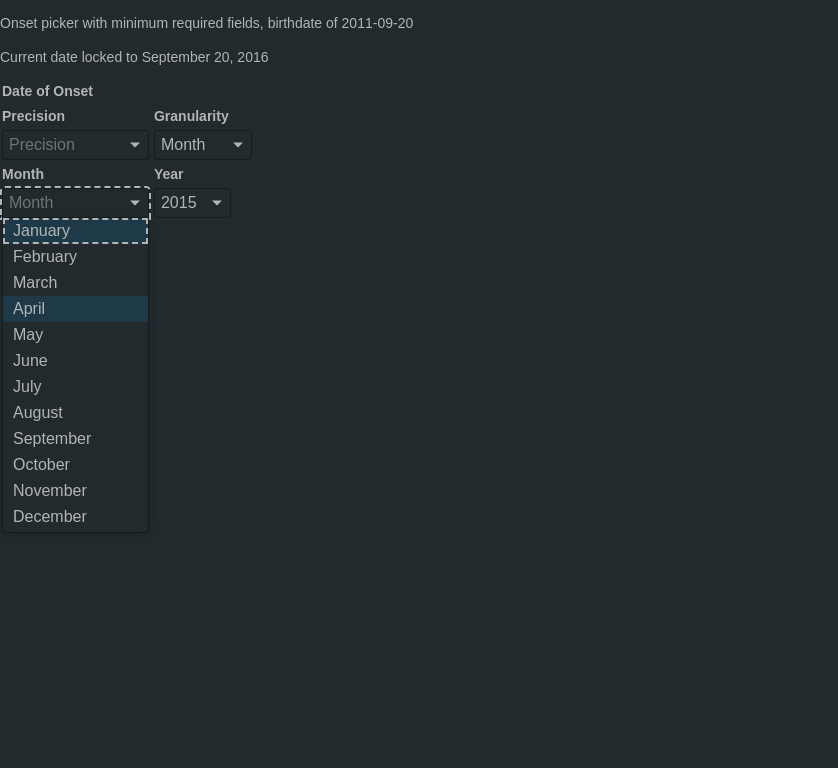 Onset picker with minimum required fields, birthdate of 2011-09-20
Current date locked to September 20, 2016
Date of Onset
Precision Granularity
Precision Month
Month Year
Month 2015
January
February
March
April
May
June
July
August
September
October
November
December